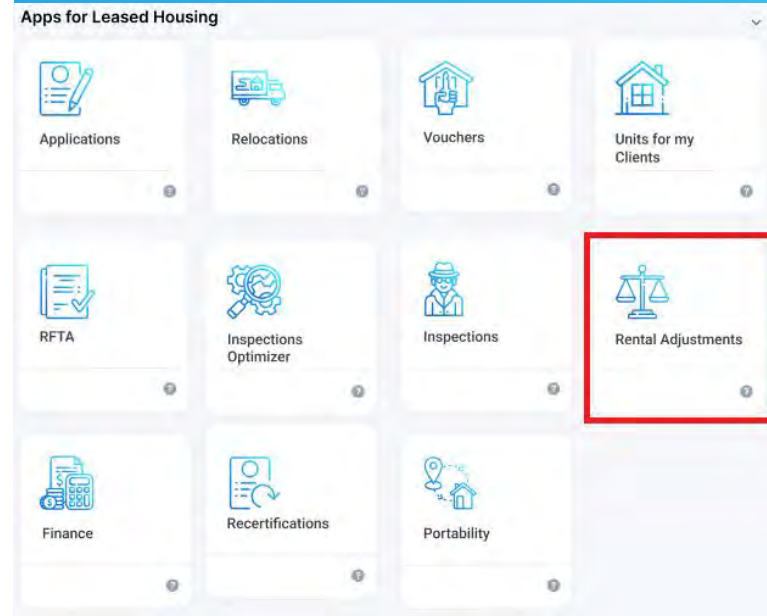 Apps for Leased Housing
Applications
Relocations
Vouchers
Units for my
Clients
RFTA
Inspections
Optimizer
Inspections
Rental Adjustments
Finance
Recertifications
Portability